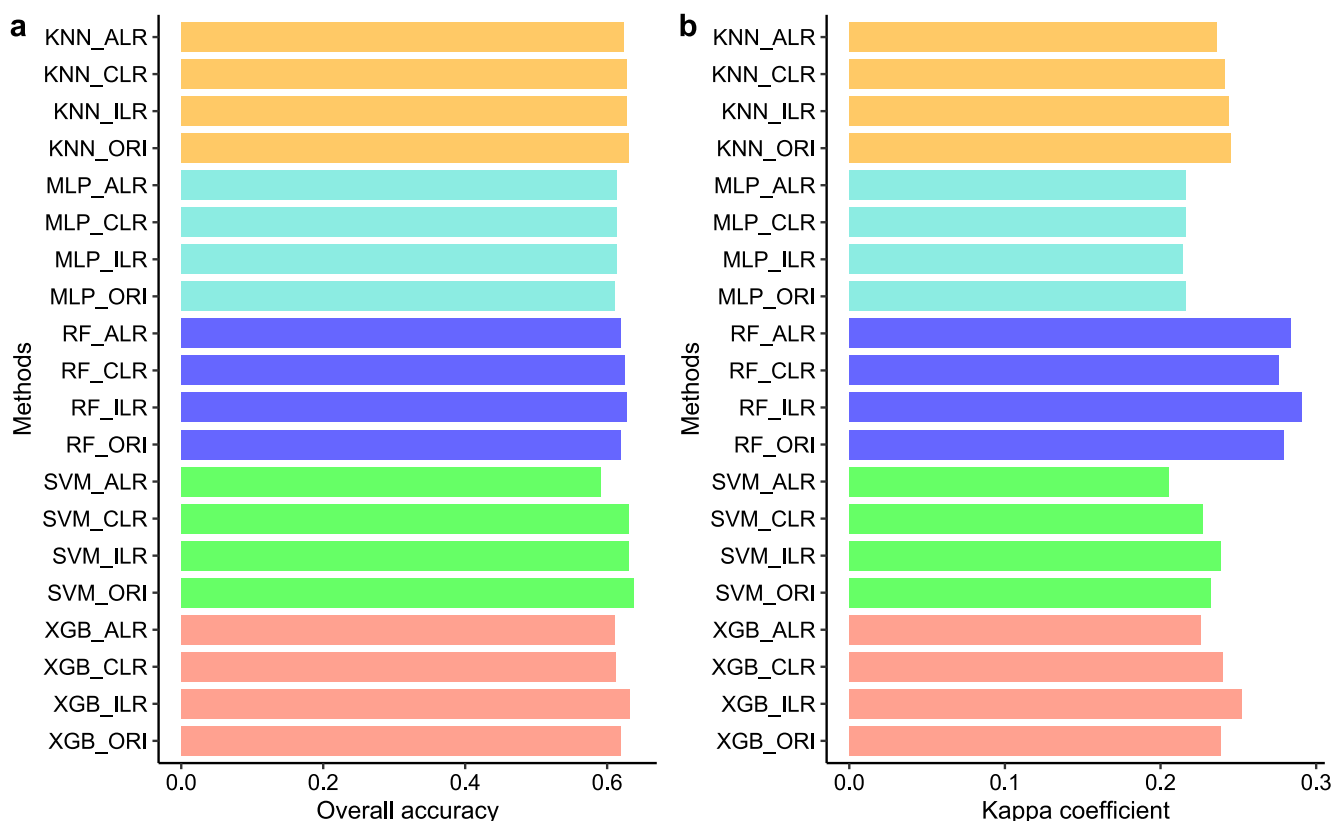 a
KNN_ALR
KNN_CLR
KNN_ILR
KNN_ORI
MLP_ALR
MLP_CLR
MLP_ILR
MLP_ORI
RF_ALR
RF_CLR
RF_ILR
RF_ORI
SVM_ALR
SVM_CLR
SVM_ILR
SVM_ORI
XGB_ALR
XGB_CLR
XGB_ILR
XGB_ORI
Methods
0.0 0.2 0.4 0.6
Overall accuracy
b
KNN_ALR
KNN_CLR
KNN_ILR
KNN_ORI
MLP_ALR
MLP_CLR
MLP_ILR
MLP_ORI
RF_ALR
RF_CLR
RF_ILR
RF_ORI
SVM_ALR
SVM_CLR
SVM_ILR
SVM_ORI
XGB_ALR
XGB_CLR
XGB_ILR
XGB_ORI
Methods
0.0 0.1 0.2 0.3
Kappa coefficient